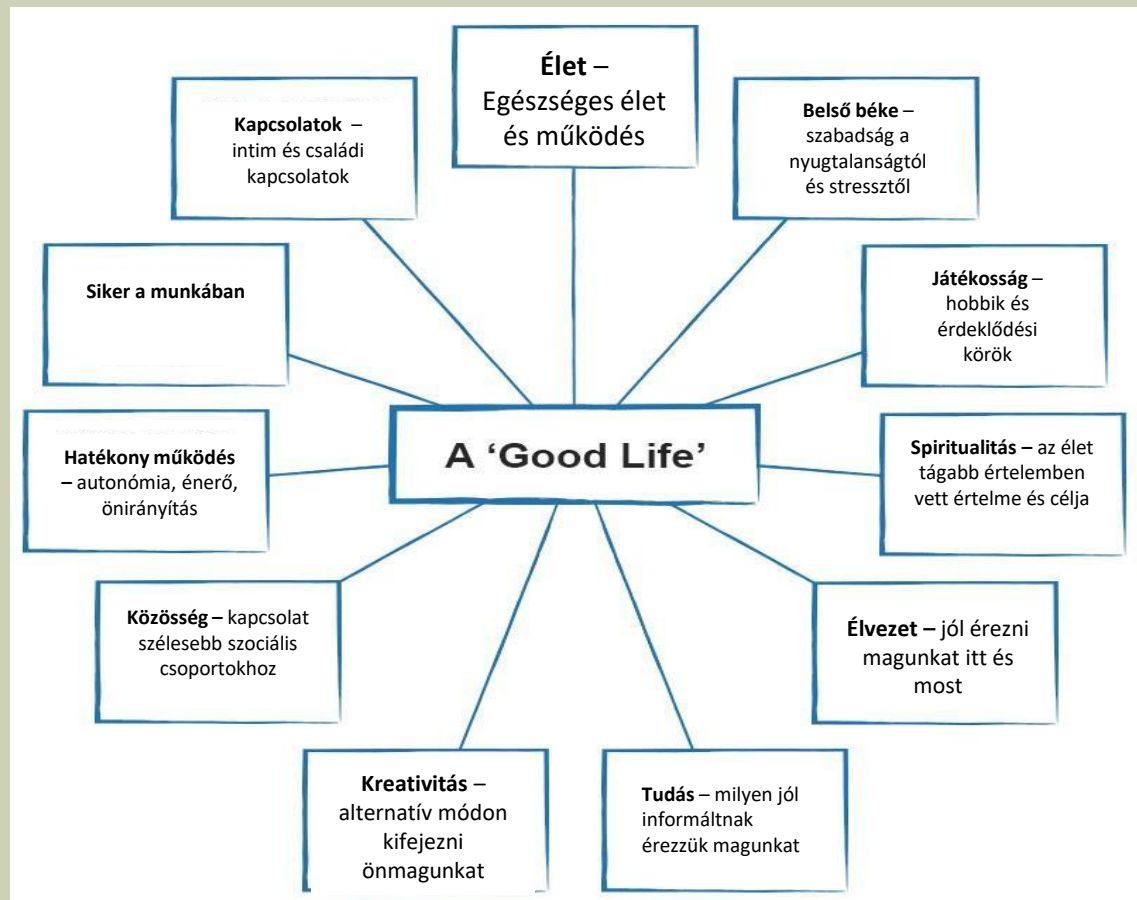 Élet –
Egészséges élet
és működés
Belső béke –
szabadság a
nyugtalanságtól
és stressztől
Játékosság –
hobbik és
érdeklődési
körök
Spiritualitás – az élet
tágabb értelemben
vett értelme és célja
Élvezet – jól érezni
magunkat itt és
most
Tudás – milyen jól
informáltnak
érezzük magunkat
Kreativitás –
alternatív módon
kifejezni
önmagunkat
Közösség – kapcsolat
szélesebb szociális
csoportokhoz
Hatékony működés
– autonómia, énerő,
önirányítás
Siker a munkában
Kapcsolatok –
intim és családi
kapcsolatok
A ‘Good Life’